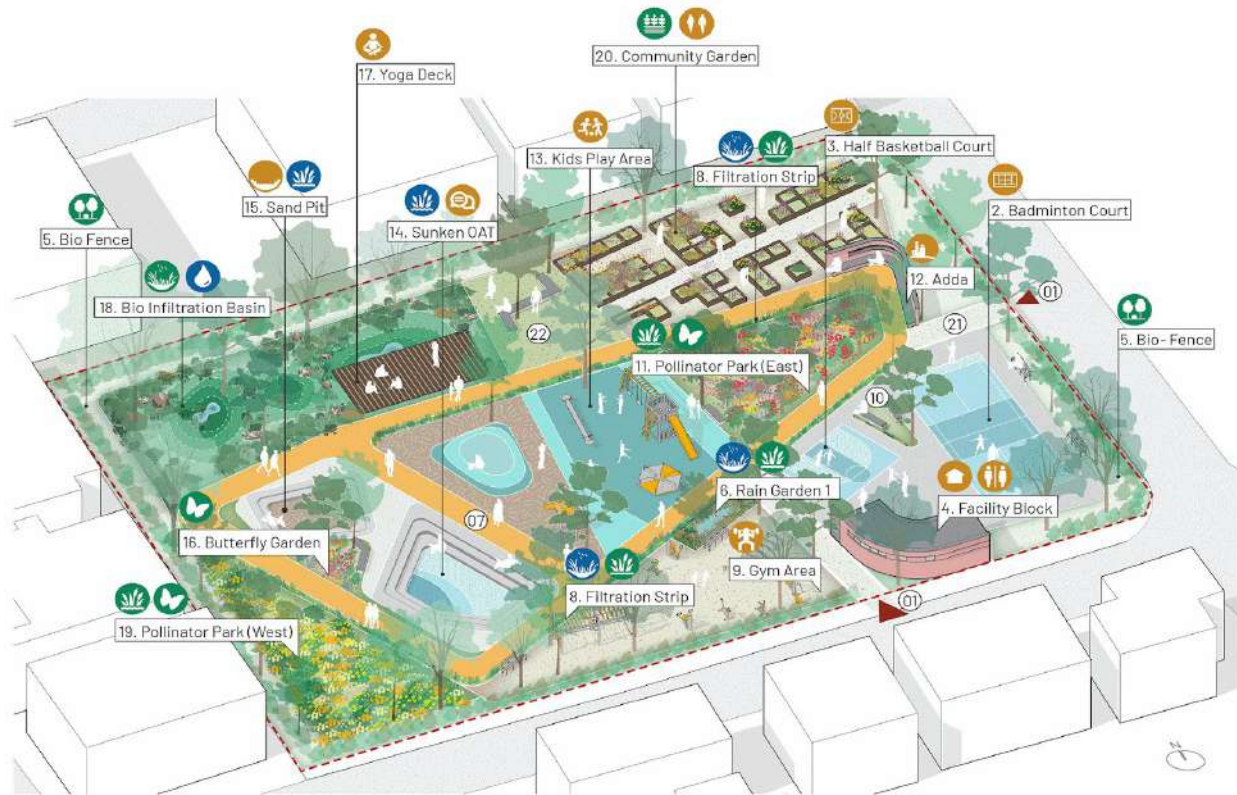 20. Community Garden
17. Yoga Deck
13. Kids Play Area
8. Filtration Strip
3. Half Basketball Court
15. Sand Pit
14. Sunken OAT
2. Badminton Court
5. Bio Fence
12. Adda
18. Bio Infiltration Basin
01
22
21
5. Bio-Fence
11. Pollinator Park (East)
10
6. Rain Garden 1
4. Facility Block
07
16. Butterfly Garden
9. Gym Area
8. Filtration Strip
01
19. Pollinator Park (West)
N